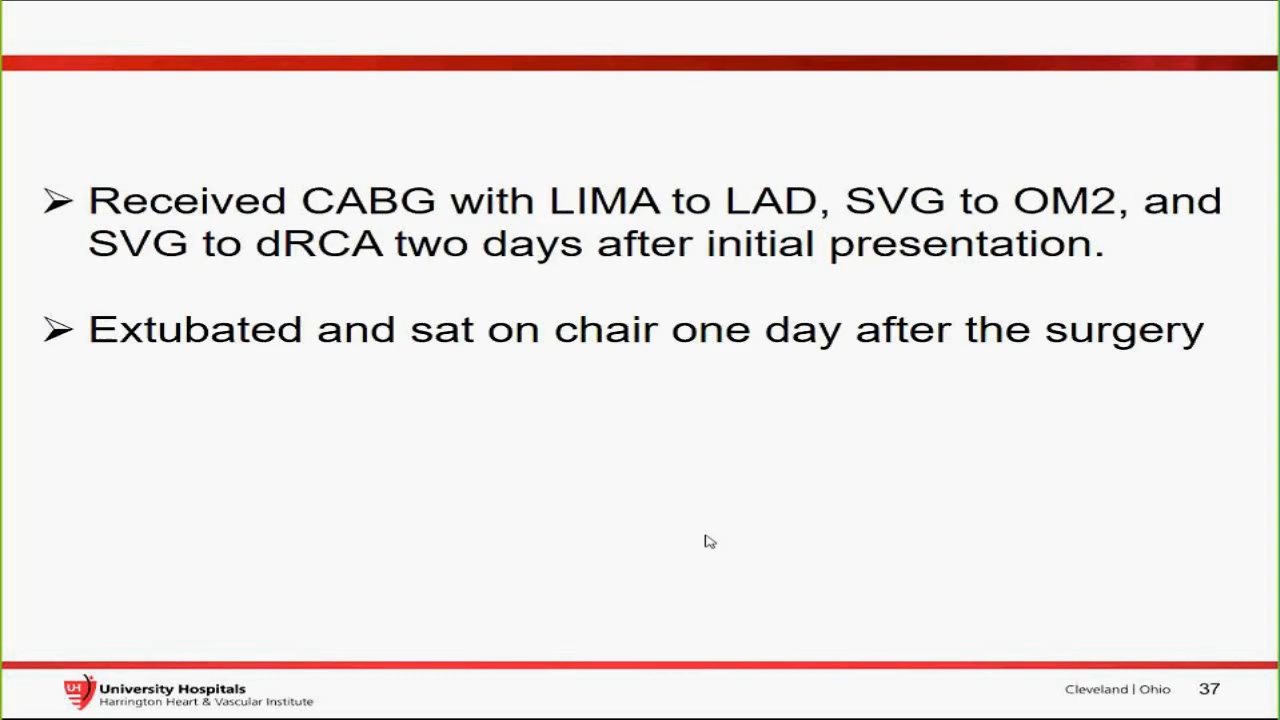 ➢ Received CABG with LIMA to LAD, SVG to OM2, and
SVG to dRCA two days after initial presentation.
➢ Extubated and sat on chair one day after the surgery
UH University Hospitals
Harrington Heart & Vascular Institute
Cleveland | Ohio 37